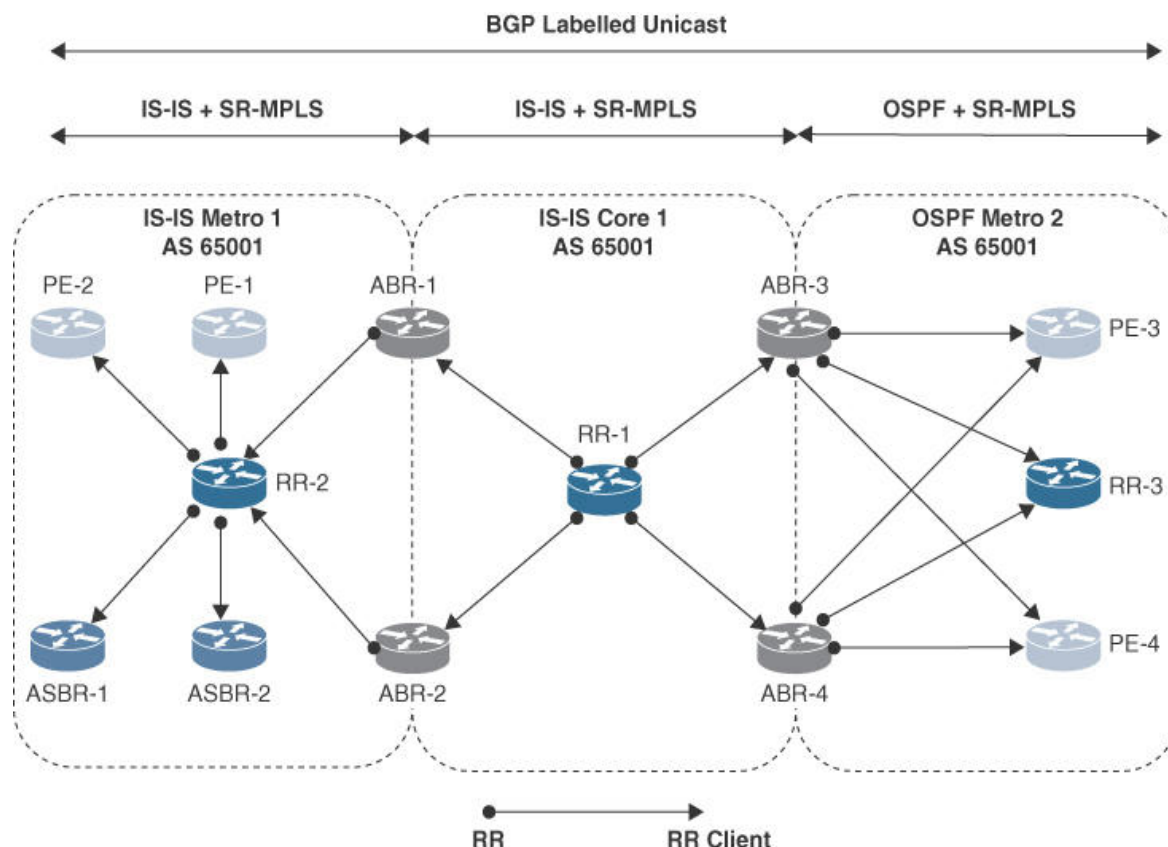 BGP Labelled Unicast
IS-IS + SR-MPLS
IS-IS + SR-MPLS
OSPF + SR-MPLS
IS-IS Metro 1
AS 65001
IS-IS Core 1
AS 65001
OSPF Metro 2
AS 65001
PE-2
PE-1
ABR-1
ABR-3
PE-3
RR-2
RR-1
RR-3
ASBR-1
ASBR-2
ABR-2
ABR-4
PE-4
RR
RR Client